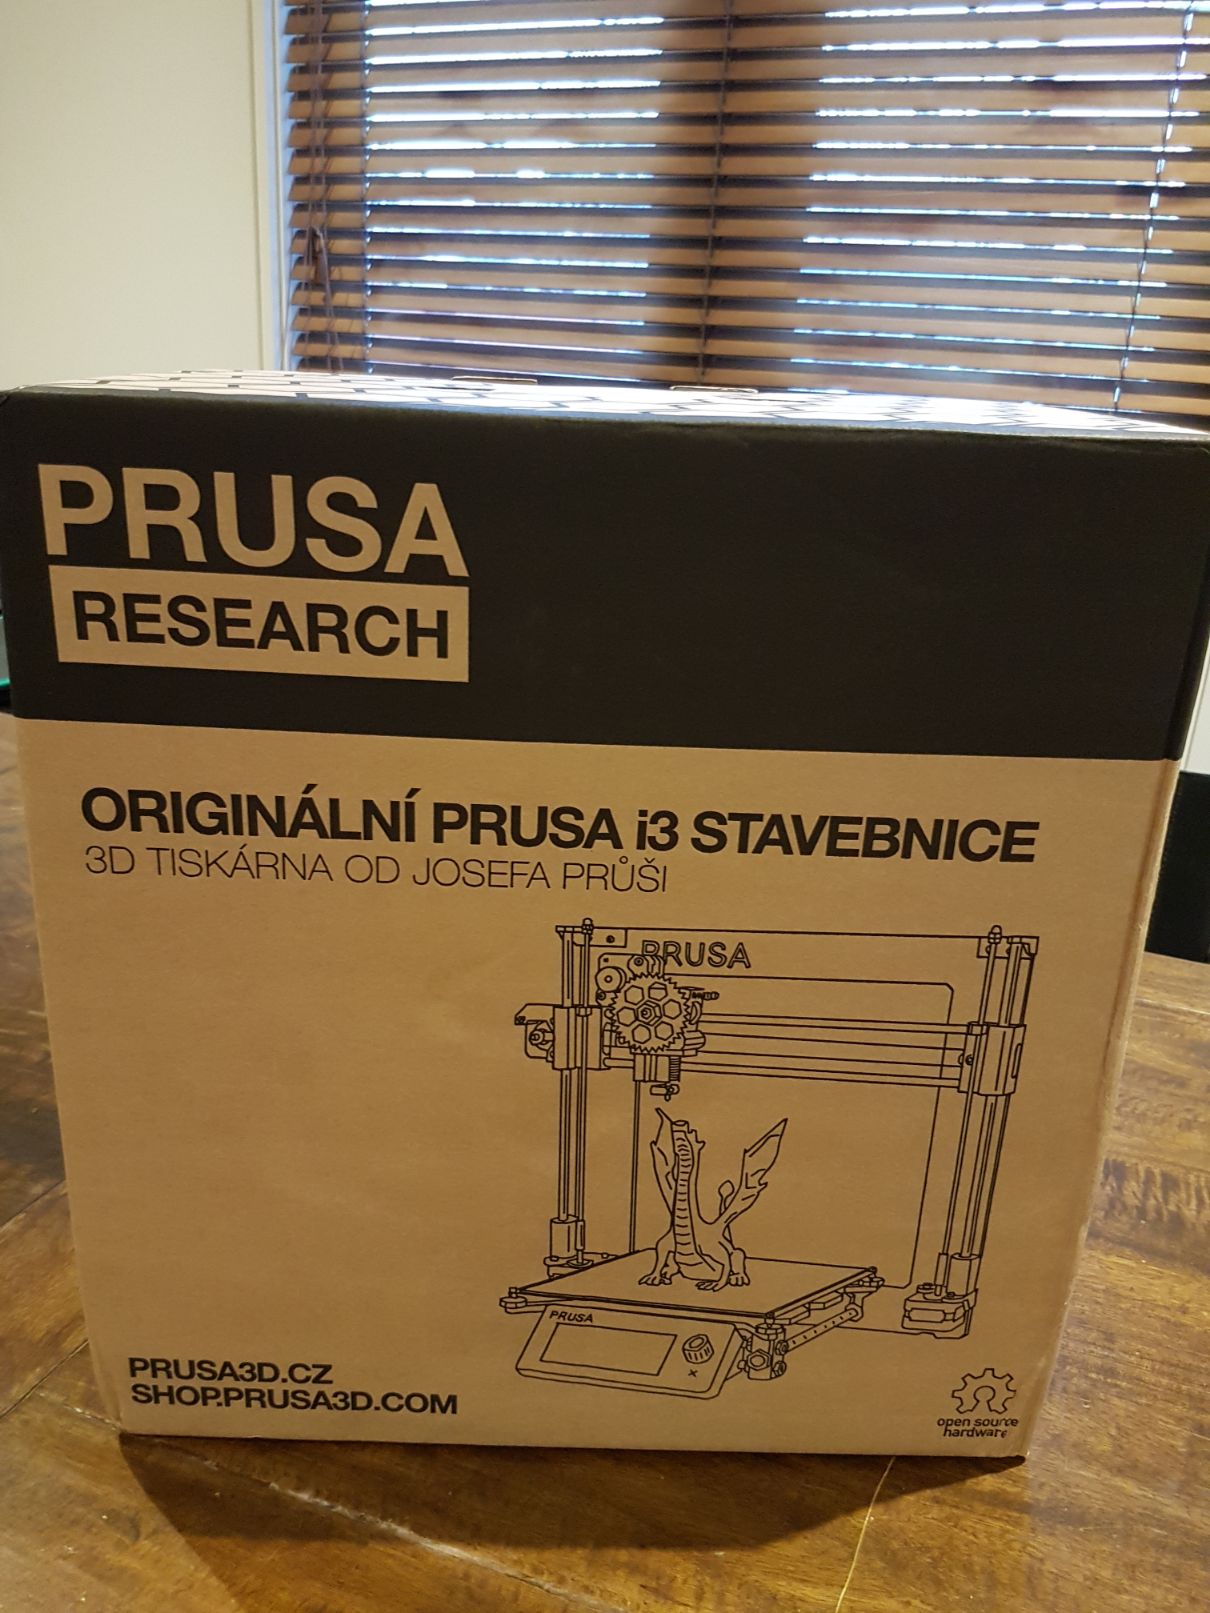 PRUSA
RESEARCH
ORIGINÁLNÍ PRUSA i3 STAVEBNICE
3D TISKÁRNA OD JOSEFA PRŮŠI
PRUSA
PRUSA
PRUSA3D.CZ
SHOP.PRUSA3D.COM
open source
hardware